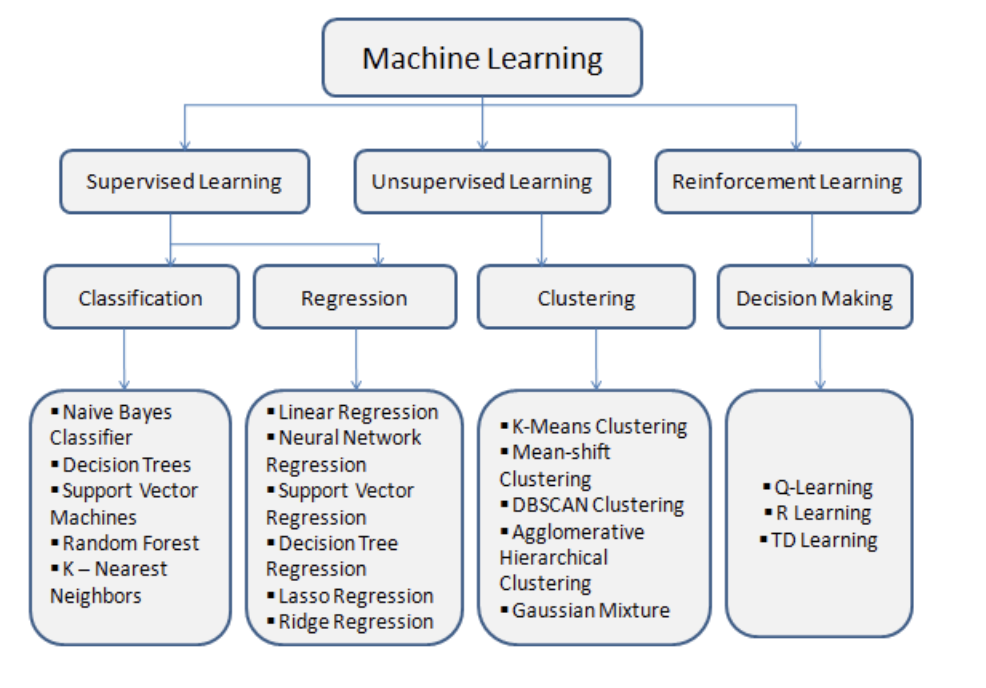 Machine Learning
Supervised Learning
Unsupervised Learning
Reinforcement Learning
Classification
Regression
Clustering
Decision Making
▪ Naive Bayes
Classifier
▪ Decision Trees
▪ Support Vector
Machines
▪ Random Forest
▪ K – Nearest
Neighbors
▪ Linear Regression
▪ Neural Network
Regression
▪ Support Vector
Regression
▪ Decision Tree
Regression
▪ Lasso Regression
▪ Ridge Regression
▪ K-Means Clustering
▪ Mean-shift
Clustering
▪ DBSCAN Clustering
▪ Agglomerative
Hierarchical
Clustering
▪ Gaussian Mixture
▪ Q-Learning
▪ R Learning
▪ TD Learning